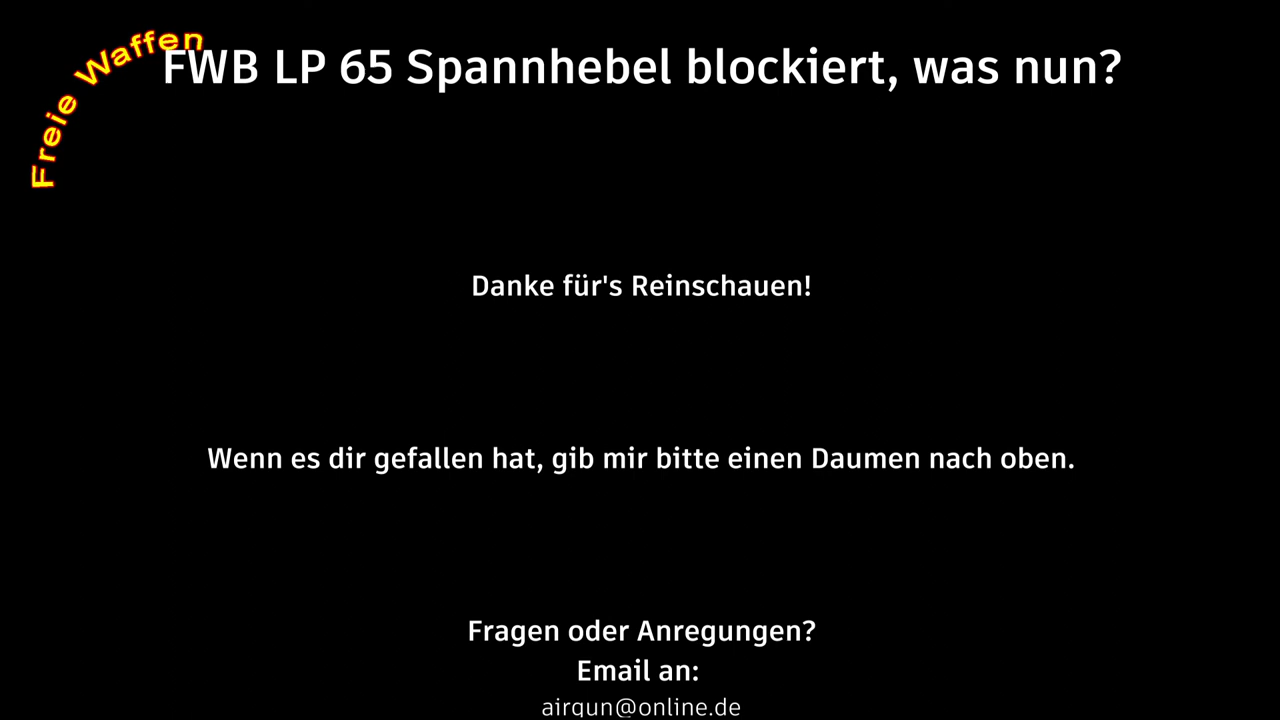 Freie Waffen
FWB LP 65 Spannhebel blockiert, was nun?
Danke für's Reinschauen!
Wenn es dir gefallen hat, gib mir bitte einen Daumen nach oben.
Fragen oder Anregungen?
Email an:
airgun@online.de